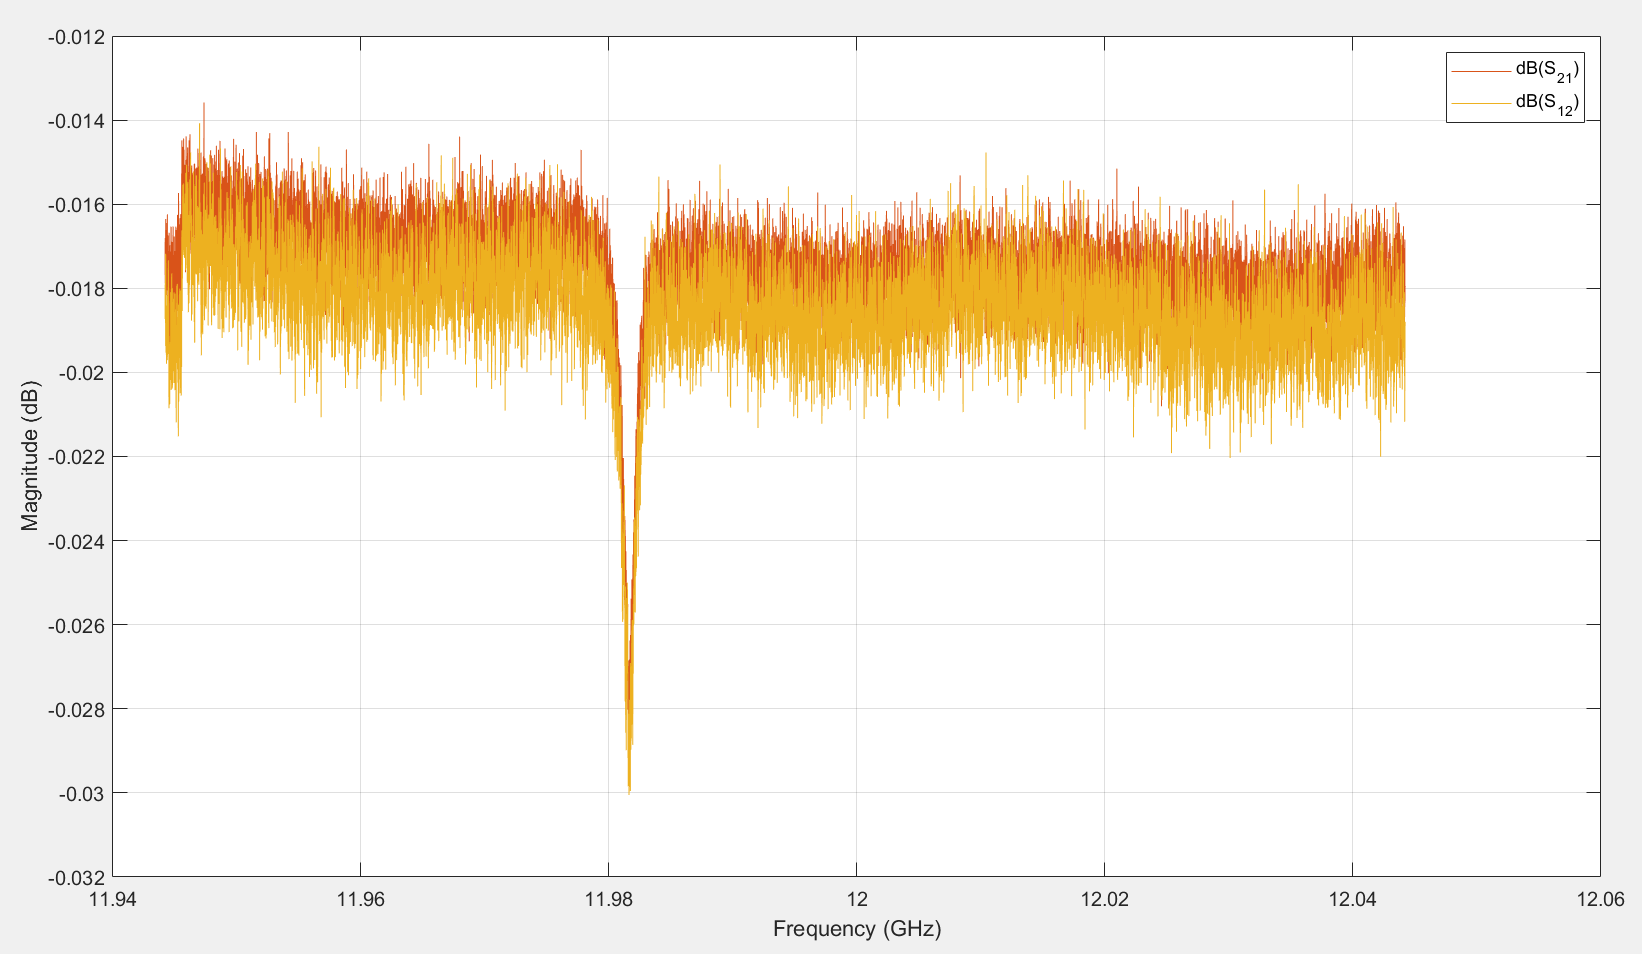 -0.012
-0.014
-0.016
-0.018
-0.02
-0.022
-0.024
-0.026
-0.028
-0.03
-0.032
Magnitude (dB)
dB(S21)
dB(S12)
11.94 11.96 11.98 12 12.02 12.04 12.06
Frequency (GHz)